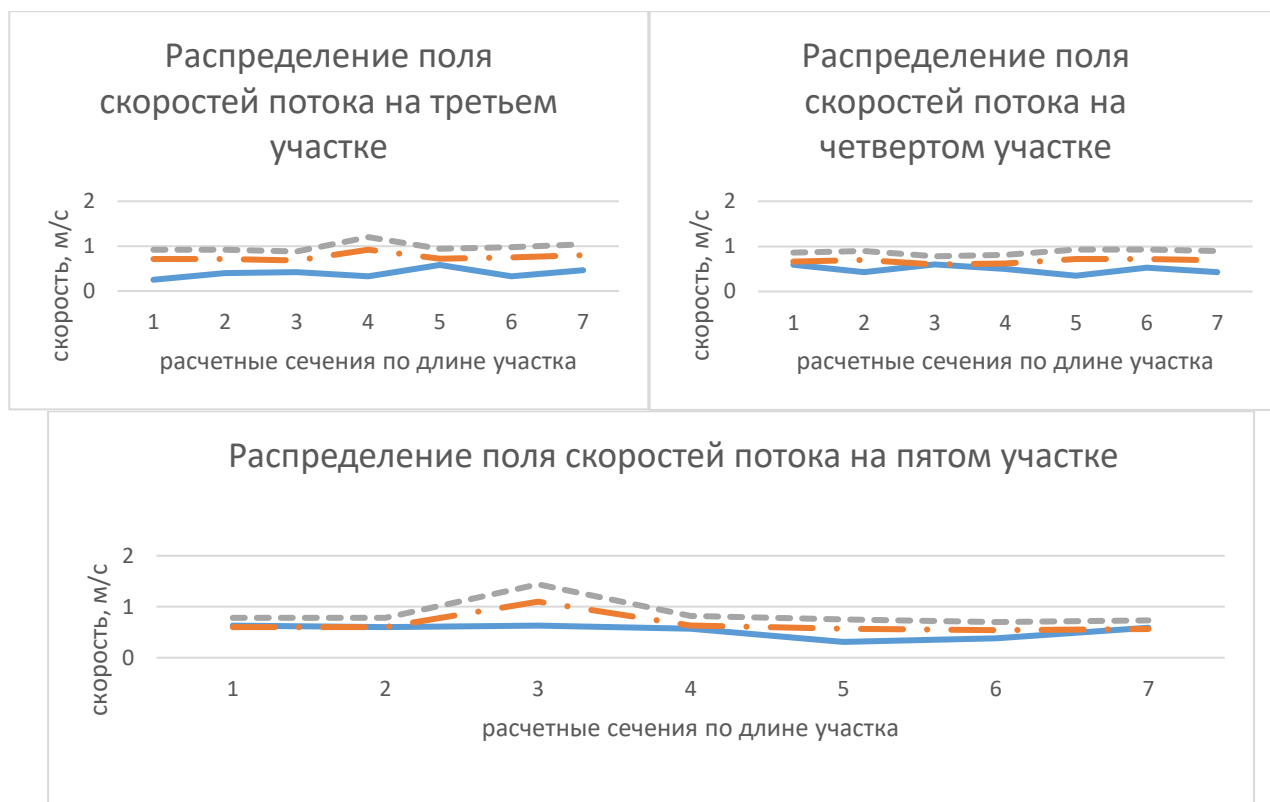 Распределение поля
скоростей потока на третьем
участке
скорость, м/с
2
1
0
1 2 3 4 5 6 7
расчетные сечения по длине участка
Распределение поля
скоростей потока на
четвертом участке
скорость, м/с
2
1
0
1 2 3 4 5 6 7
расчетные сечения по длине участка
Распределение поля скоростей потока на пятом участке
скорость, м/с
2
1
0
1 2 3 4 5 6 7
расчетные сечения по длине участка